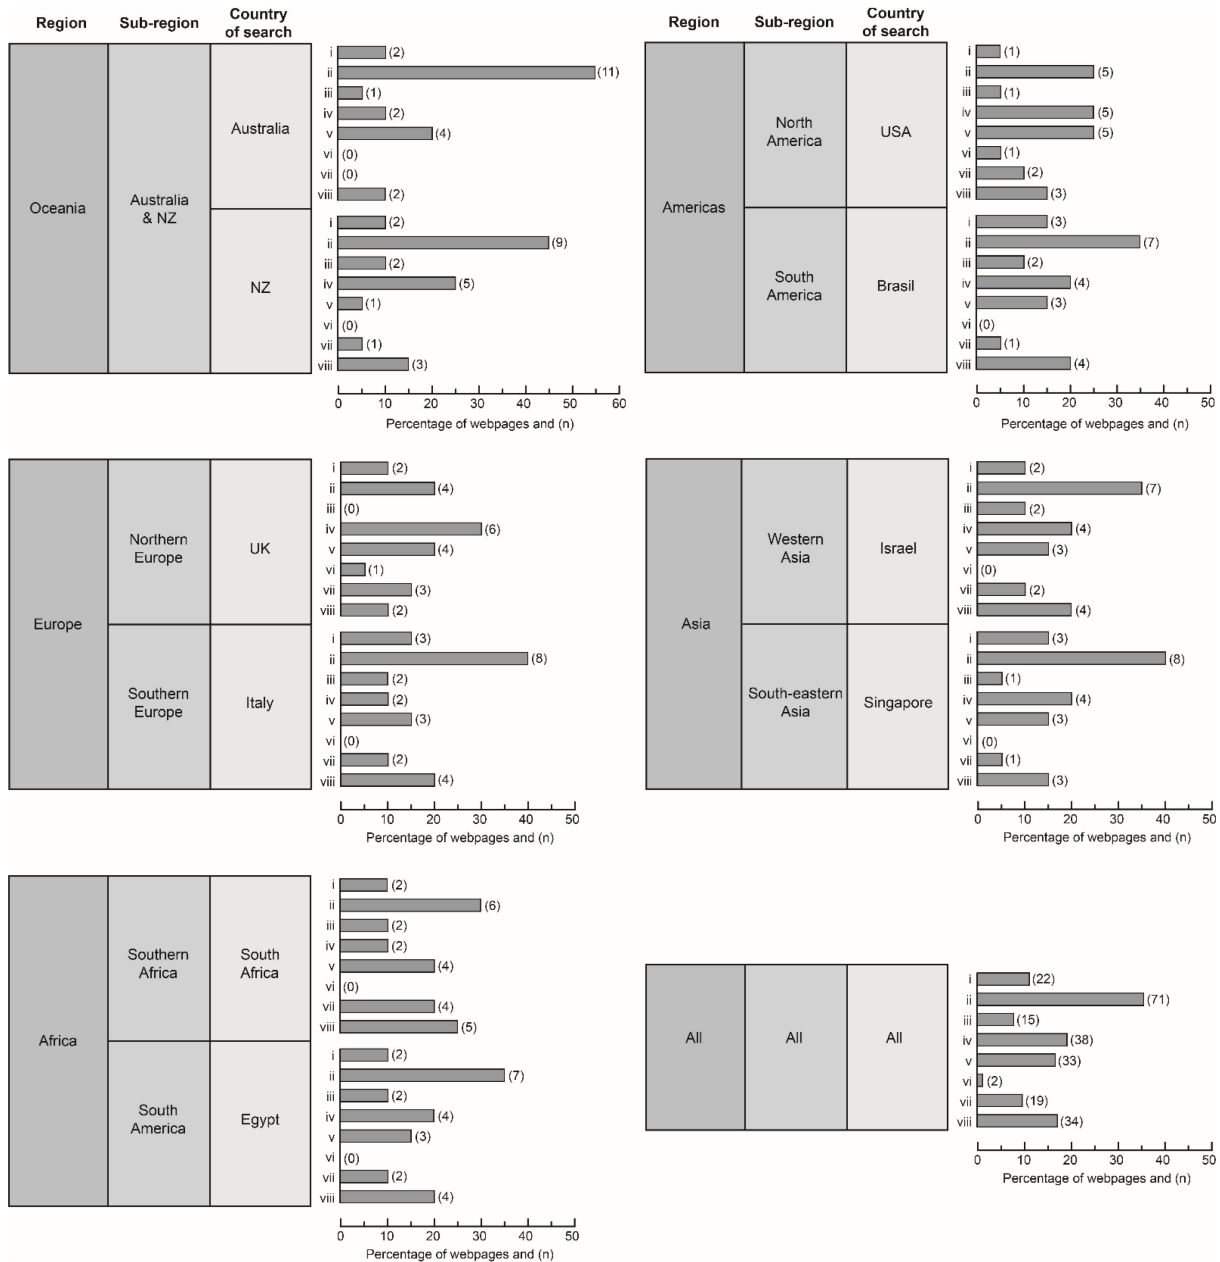 Region Sub-region Country of search
Oceania
Australia & NZ
Australia
i (2)
ii (11)
iii (1)
iv (2)
v (4)
vi (0)
vii (0)
viii (2)
NZ
i (2)
ii (9)
iii (2)
iv (5)
v (1)
vi (0)
vii (1)
viii (3)
0 10 20 30 40 50 60
Percentage of webpages and (n)
Region Sub-region Country of search
Americas
North America
USA
i (1)
ii (5)
iii (1)
iv (5)
v (5)
vi (1)
vii (2)
viii (3)
South America
Brasil
i (3)
ii (7)
iii (2)
iv (4)
v (3)
vi (0)
vii (1)
viii (4)
0 10 20 30 40 50
Percentage of webpages and (n)
Europe
Northern Europe
UK
i (2)
ii (4)
iii (0)
iv (6)
v (4)
vi (1)
vii (3)
viii (2)
Southern Europe
Italy
i (3)
ii (8)
iii (2)
iv (2)
v (3)
vi (0)
vii (2)
viii (4)
0 10 20 30 40 50
Percentage of webpages and (n)
Asia
Western Asia
Israel
i (2)
ii (7)
iii (2)
iv (4)
v (3)
vi (0)
vii (2)
viii (4)
South-eastern Asia
Singapore
i (3)
ii (8)
iii (1)
iv (4)
v (3)
vi (0)
vii (1)
viii (3)
0 10 20 30 40 50
Percentage of webpages and (n)
Africa
Southern Africa
South Africa
i (2)
ii (6)
iii (2)
iv (2)
v (4)
vi (0)
vii (4)
viii (5)
South America
Egypt
i (2)
ii (7)
iii (2)
iv (4)
v (3)
vi (0)
vii (2)
viii (4)
0 10 20 30 40 50
Percentage of webpages and (n)
All
All
All
i (22)
ii (71)
iii (15)
iv (38)
v (33)
vi (2)
vii (19)
viii (34)
0 10 20 30 40 50
Percentage of webpages and (n)